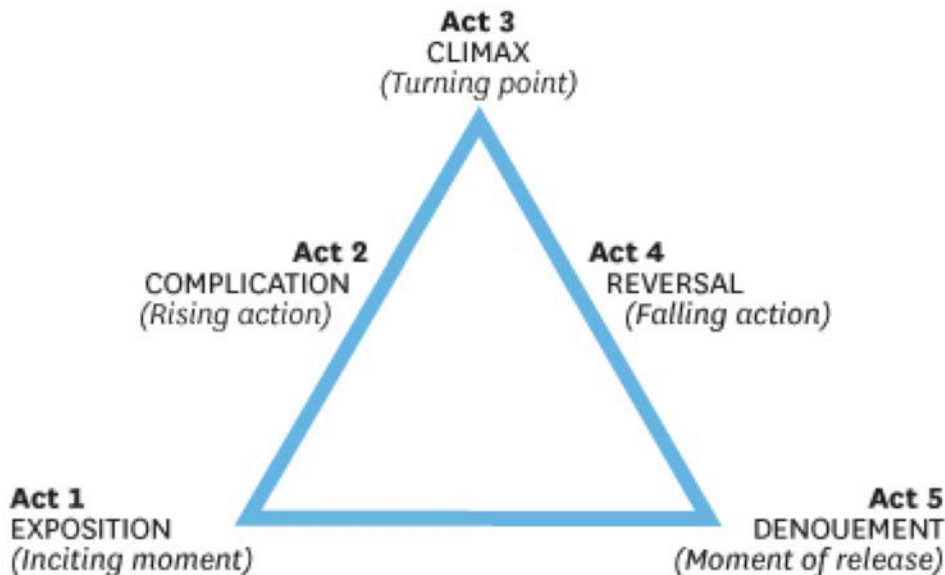 Act 3
CLIMAX
(Turning point)
Act 2
COMPLICATION
(Rising action)
Act 4
REVERSAL
(Falling action)
Act 1
EXPOSITION
(Inciting moment)
Act 5
DENOUEMENT
(Moment of release)